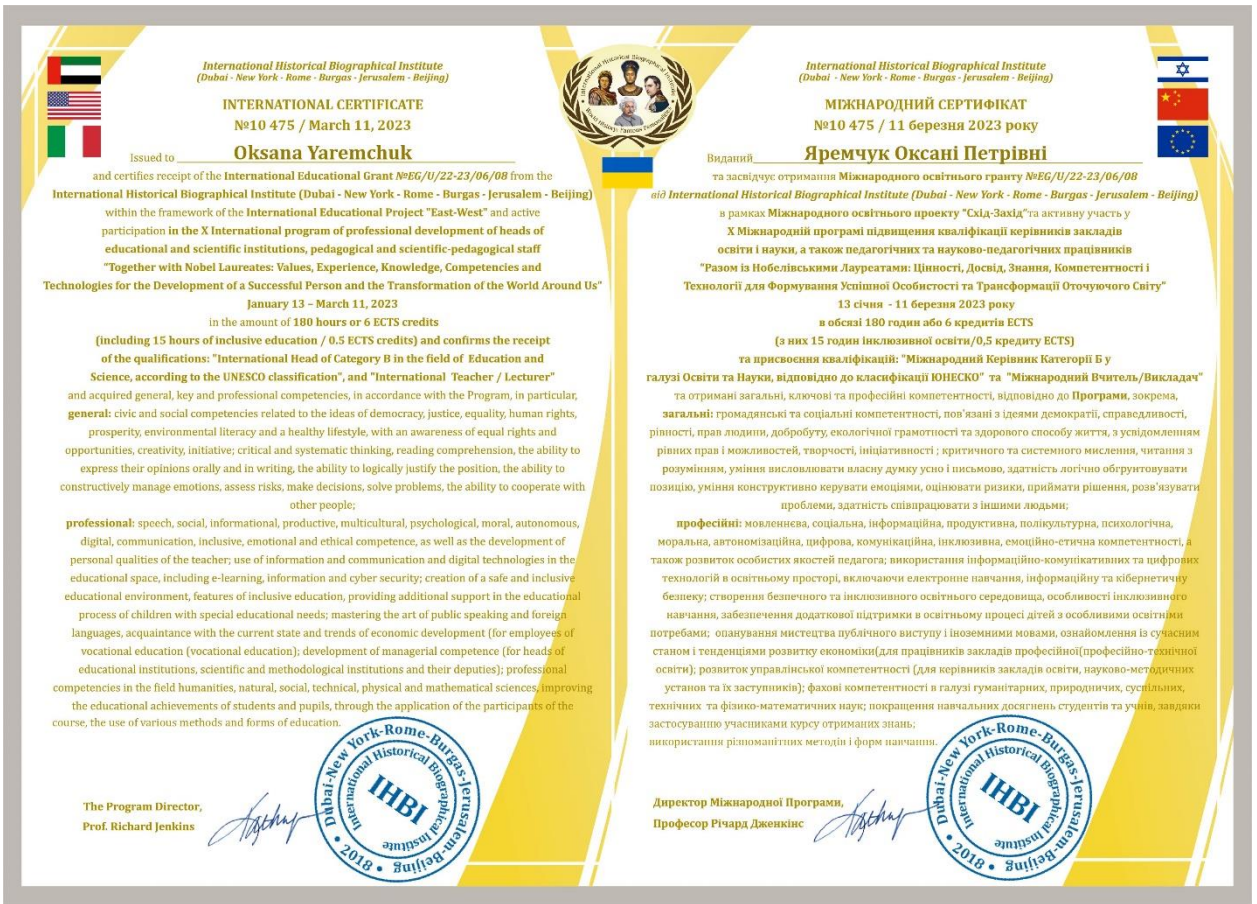 International Historical Biographical Institute
(Dubai - New York - Rome - Burgas - Jerusalem - Beijing)
INTERNATIONAL CERTIFICATE
№10 475 / March 11, 2023
Issued to Oksana Yaremchuk
and certifies receipt of the International Educational Grant №EG/U/22-23/06/08 from the
International Historical Biographical Institute (Dubai - New York - Rome - Burgas - Jerusalem - Beijing)
within the framework of the International Educational Project "East-West" and active
participation in the X International program of professional development of heads of
educational and scientific institutions, pedagogical and scientific-pedagogical staff
"Together with Nobel Laureates: Values, Experience, Knowledge, Competencies and
Technologies for the Development of a Successful Person and the Transformation of the World Around Us"
January 13 – March 11, 2023
in the amount of 180 hours or 6 ECTS credits
(including 15 hours of inclusive education / 0.5 ECTS credits) and confirms the receipt
of the qualifications: "International Head of Category B in the field of Education and
Science, according to the UNESCO classification", and "International Teacher / Lecturer"
and acquired general, key and professional competencies, in accordance with the Program, in particular,
general: civic and social competencies related to the ideas of democracy, justice, equality, human rights,
prosperity, environmental literacy and a healthy lifestyle, with an awareness of equal rights and
opportunities, creativity, initiative; critical and systematic thinking, reading comprehension, the ability to
express their opinions orally and in writing, the ability to logically justify the position, the ability to
constructively manage emotions, assess risks, make decisions, solve problems, the ability to cooperate with
other people;
professional: speech, social, informational, productive, multicultural, psychological, moral, autonomous,
digital, communication, inclusive, emotional and ethical competence, as well as the development of
personal qualities of the teacher; use of information and communication and digital technologies in the
educational space, including e-learning, information and cyber security; creation of a safe and inclusive
educational environment, features of inclusive education, providing additional support in the educational
process of children with special educational needs; mastering the art of public speaking and foreign
languages, acquaintance with the current state and trends of economic development (for employees of
vocational education (vocational education); development of managerial competence (for heads of
educational institutions, scientific and methodological institutions and their deputies); professional
competencies in the field humanities, natural, social, technical, physical and mathematical sciences, improving
the educational achievements of students and pupils, through the application of the participants of the
course, the use of various methods and forms of education.
The Program Director,
Prof. Richard Jenkins
Dubai-New York-Rome-Burgas-Jerusalem-Beijing • 2018 •
International Historical Biographical Institute
IHBI
International Historical Biographical Institute
World History: Famous Personalities
International Historical Biographical Institute
(Dubai - New York - Rome - Burgas - Jerusalem - Beijing)
МІЖНАРОДНИЙ СЕРТИФІКАТ
№10 475 / 11 березня 2023 року
Виданий Яремчук Оксані Петрівні
та засвідчує отримання Міжнародного освітнього гранту №EG/U/22-23/06/08
від International Historical Biographical Institute (Dubai - New York - Rome - Burgas - Jerusalem - Beijing)
в рамках Міжнародного освітнього проекту "Схід-Захід"та активну участь у
X Міжнародній програмі підвищення кваліфікації керівників закладів
освіти і науки, а також педагогічних та науково-педагогічних працівників
"Разом із Нобелівськими Лауреатами: Цінності, Досвід, Знання, Компетентності і
Технології для Формування Успішної Особистості та Трансформації Оточуючого Світу"
13 січня - 11 березня 2023 року
в обсязі 180 годин або 6 кредитів ECTS
(з них 15 годин інклюзивної освіти/0,5 кредиту ECTS)
та присвоєння кваліфікацій: "Міжнародний Керівник Категорії Б у
галузі Освіти та Науки, відповідно до класифікації ЮНЕСКО" та "Міжнародний Вчитель/Викладач"
та отримані загальні, ключові та професійні компетентності, відповідно до Програми, зокрема,
загальні: громадянські та соціальні компетентності, пов'язані з ідеями демократії, справедливості,
рівності, прав людини, добробуту, екологічної грамотності та здорового способу життя, з усвідомленням
рівних прав і можливостей, творчості, ініціативності ; критичного та системного мислення, читання з
розумінням, уміння висловлювати власну думку усно і письмово, здатність логічно обґрунтовувати
позицію, уміння конструктивно керувати емоціями, оцінювати ризики, приймати рішення, розв'язувати
проблеми, здатність співпрацювати з іншими людьми;
професійні: мовленнєва, соціальна, інформаційна, продуктивна, полікультурна, психологічна,
моральна, автономізаційна, цифрова, комунікаційна, інклюзивна, емоційно-етична компетентності, а
також розвиток особистих якостей педагога; використання інформаційно-комунікативних та цифрових
технологій в освітньому просторі, включаючи електронне навчання, інформаційну та кібернетичну
безпеку; створення безпечного та інклюзивного освітнього середовища, особливості інклюзивного
навчання, забезпечення додаткової підтримки в освітньому процесі дітей з особливими освітніми
потребами; опанування мистецтва публічного виступу і іноземними мовами, ознайомлення із сучасним
станом і тенденціями розвитку економіки(для працівників закладів професійної(професійно-технічної
освіти); розвиток управлінської компетентності (для керівників закладів освіти, науково-методичних
установ та їх заступників); фахові компетентності в галузі гуманітарних, природничих, суспільних,
технічних та фізико-математичних наук; покращення навчальних досягнень студентів та учнів, завдяки
застосуванню учасниками курсу отриманих знань;
використання різноманітних методів і форм навчання.
Директор Міжнародної Програми,
Професор Річард Дженкінс
Dubai-New York-Rome-Burgas-Jerusalem-Beijing • 2018 •
International Historical Biographical Institute
IHBI